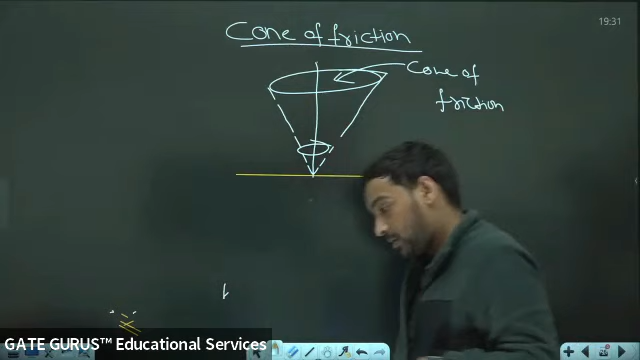 19:31
Cone of friction
Cone of
friction
GATE GURUS™ Educational Services